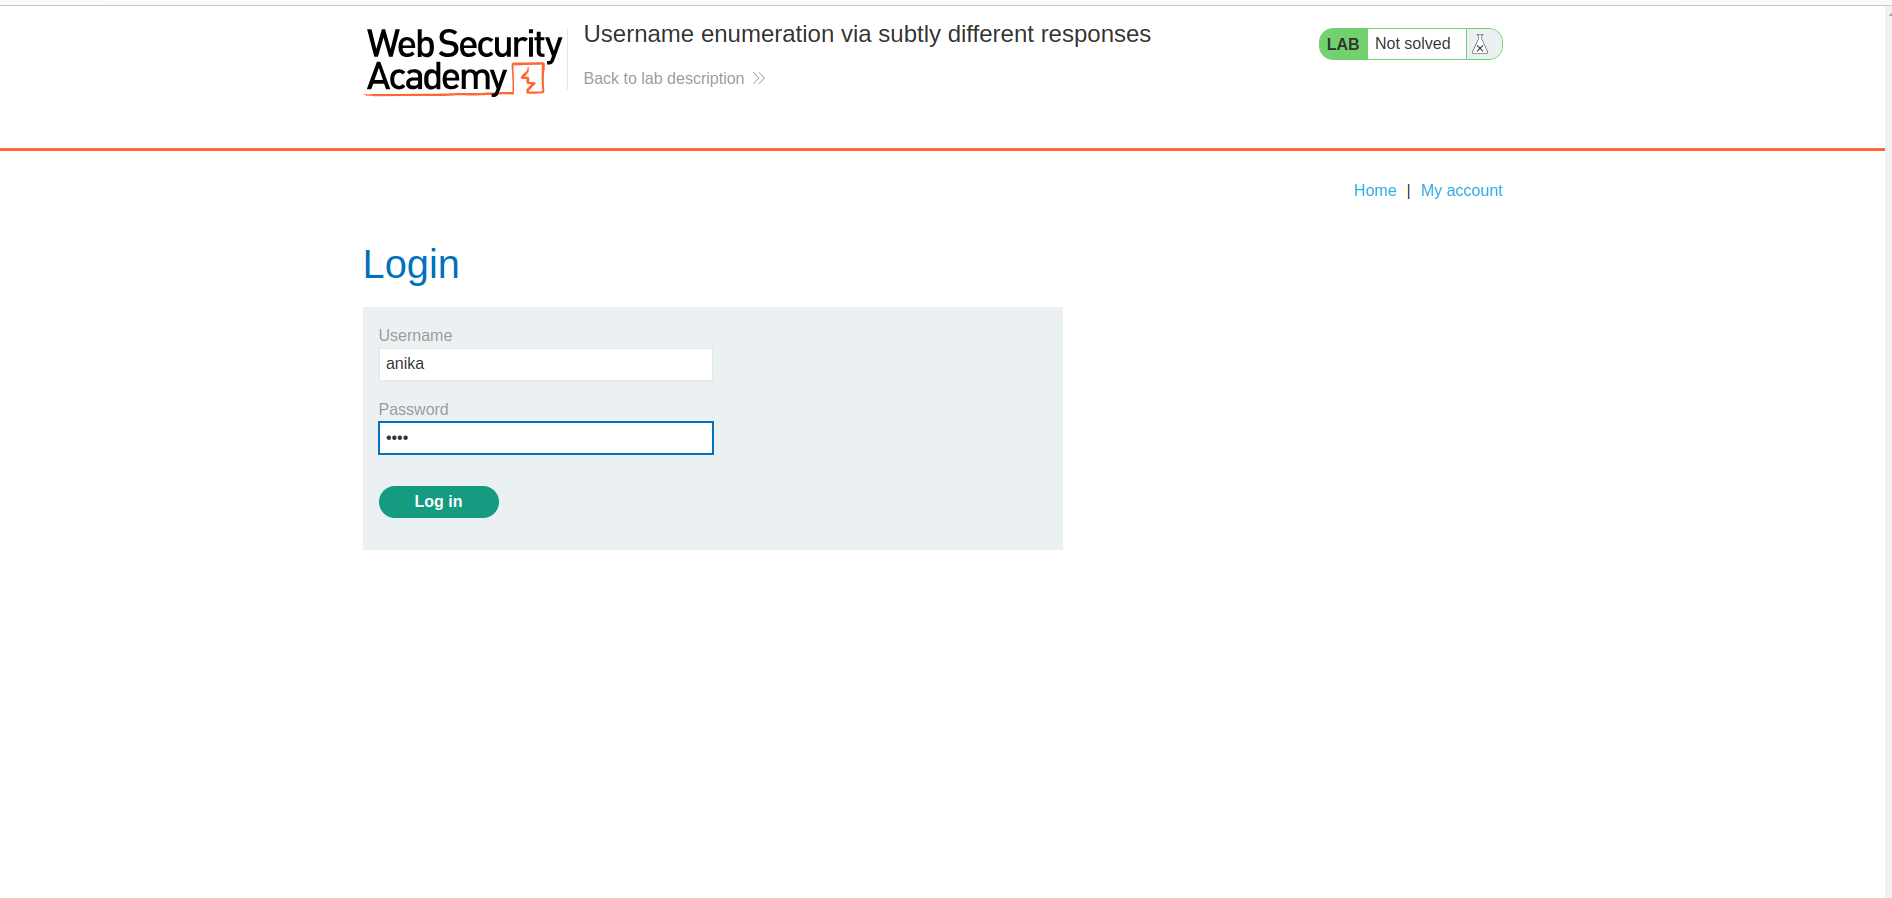 Web Security
Academy
Username enumeration via subtly different responses
Back to lab description
LAB Not solved
Home | My account
Login
Username
anika
Password
••••
Log in